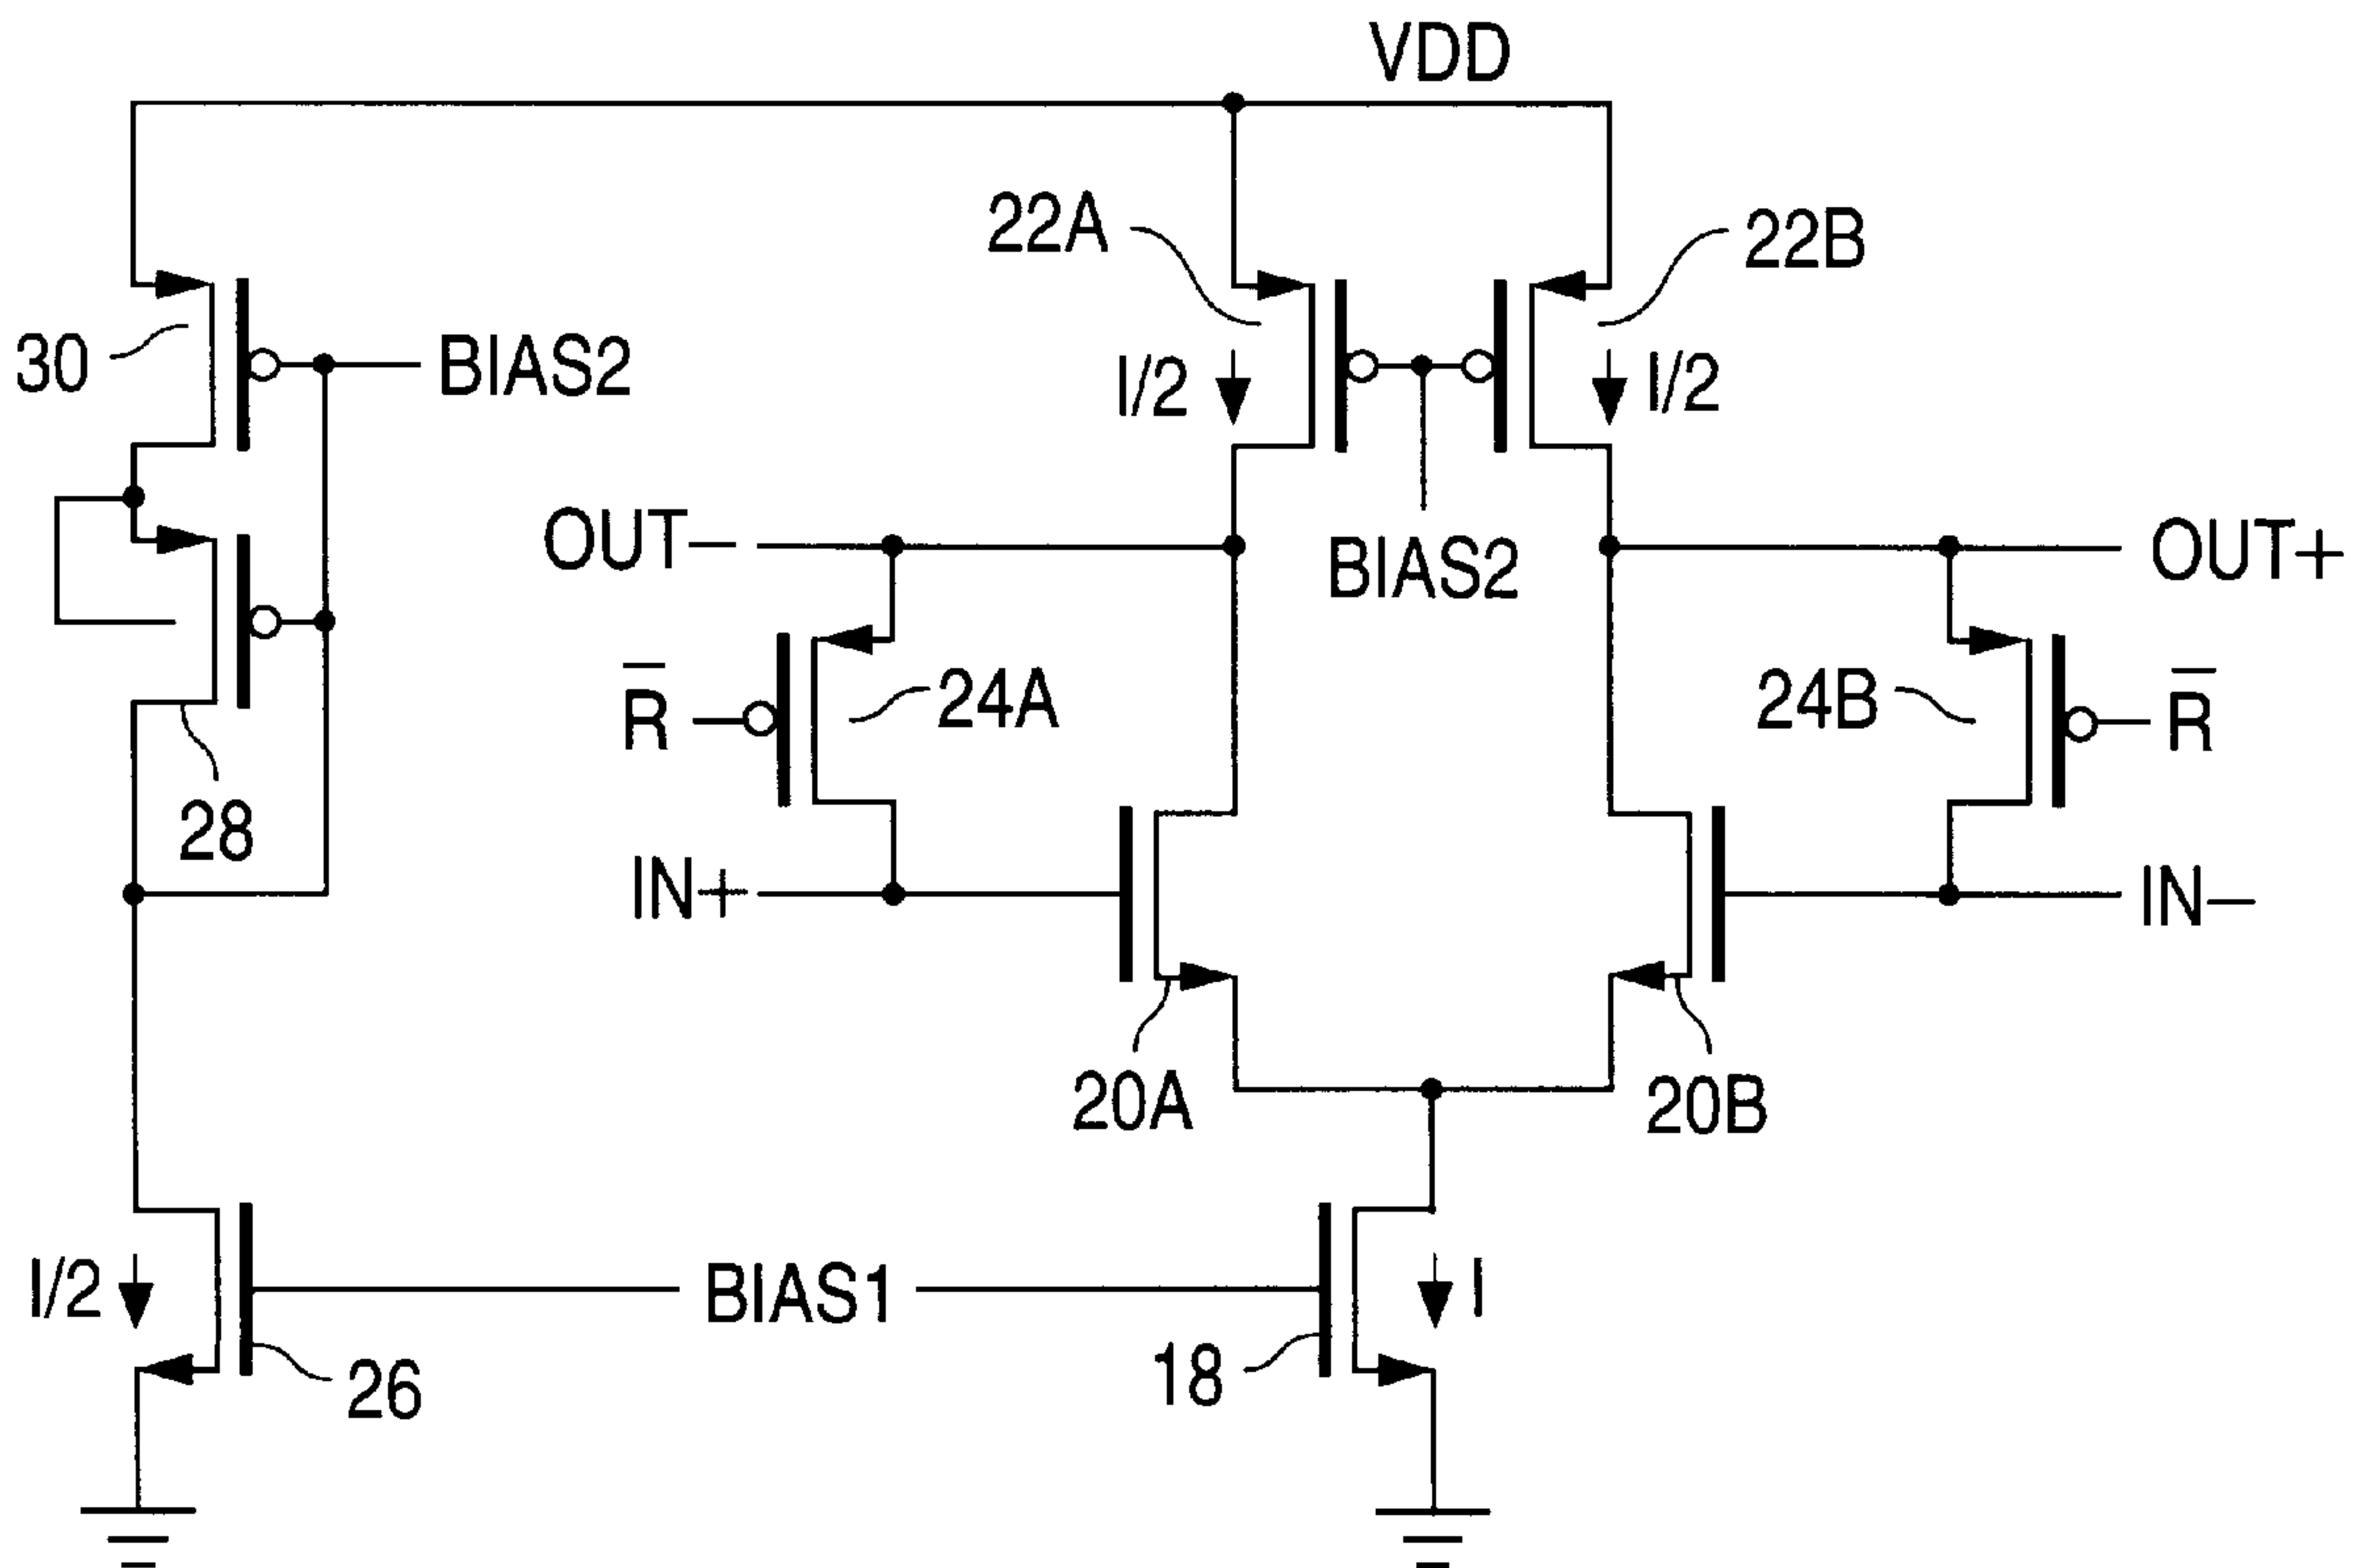 VDD
22A
22B
30
BIAS2
I/2
I/2
OUT–
BIAS2
OUT+
R̅
24A
24B
R̅
28
IN+
IN–
20A
20B
I/2
BIAS1
I
26
18